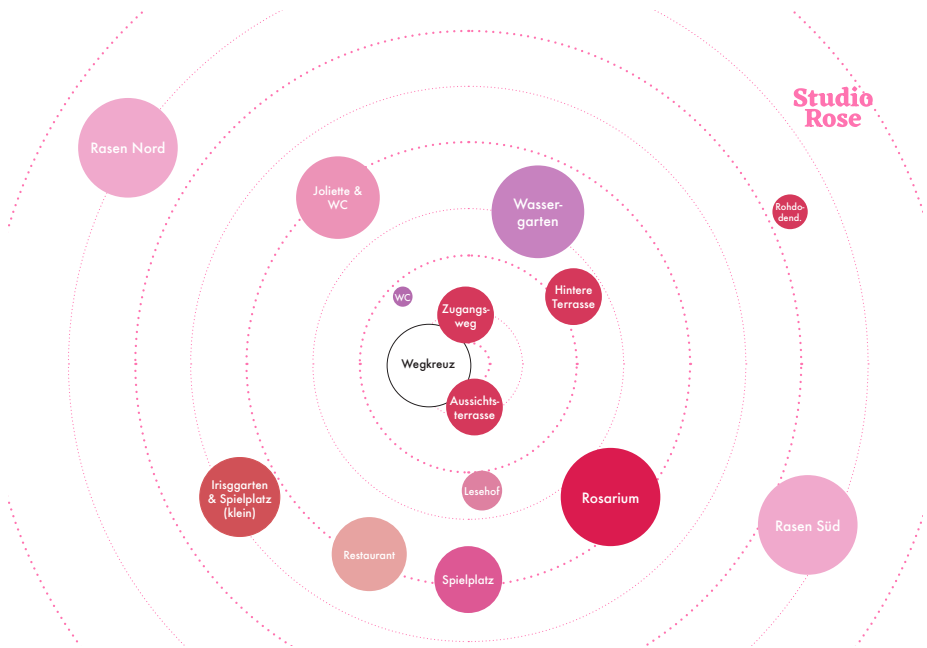 Studio
Rose
Rasen Nord
Joliette &
WC
Wasser-
garten
Rohdo-
dend.
WC
Zugangs-
weg
Hintere
Terrasse
Wegkreuz
Aussichts-
terrasse
Irisggarten
& Spielplatz
(klein)
Lesehof
Rosarium
Rasen Süd
Restaurant
Spielplatz